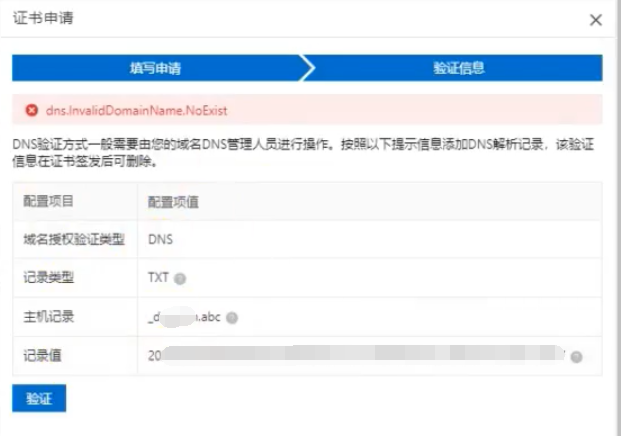 证书申请
填写申请
验证信息
dns.InvalidDomainName.NoExist
DNS验证方式一般需要由您的域名DNS管理人员进行操作。按照以下提示信息添加DNS解析记录，该验证
信息在证书签发后可删除。
配置项目 配置项值
域名授权验证类型 DNS
记录类型 TXT
主机记录 _d .abc
记录值 20
验证